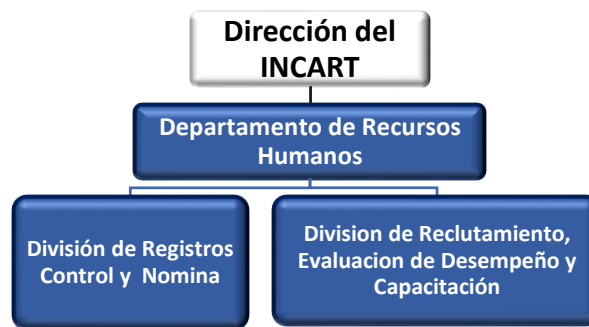 Dirección del
INCART
Departamento de Recursos
Humanos
División de Registros
Control y Nomina
Division de Reclutamiento,
Evaluacion de Desempeño y
Capacitación